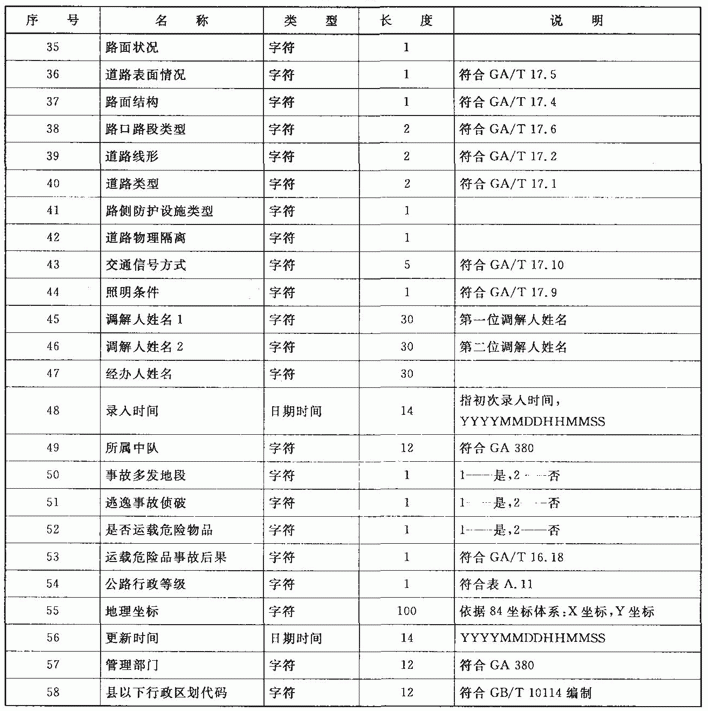 序 号 名 称 类 型 长 度 说 明
35 路面状况 字符 1
36 道路表面情况 字符 1 符合 GA/T 17.5
37 路面结构 字符 1 符合 GA/T 17.4
38 路口路段类型 字符 2 符合 GA/T 17.6
39 道路线形 字符 2 符合 GA/T 17.2
40 道路类型 字符 2 符合 GA/T 17.1
41 路侧防护设施类型 字符 1
42 道路物理隔离 字符 1
43 交通信号方式 字符 5 符合 GA/T 17.10
44 照明条件 字符 1 符合 GA/T 17.9
45 调解人姓名1 字符 30 第一位调解人姓名
46 调解人姓名2 字符 30 第二位调解人姓名
47 经办人姓名 字符 30
48 录入时间 日期时间 14 指初次录入时间，
YYYYMMDDHHMMSS
49 所属中队 字符 12 符合 GA 380
50 事故多发地段 字符 1 1——是，2——否
51 逃逸事故侦破 字符 1 1——是，2——否
52 是否运载危险物品 字符 1 1——是，2——否
53 运载危险品事故后果 字符 1 符合 GA/T 16.18
54 公路行政等级 字符 1 符合表 A.11
55 地理坐标 字符 100 依据 84 坐标体系：X 坐标，Y 坐标
56 更新时间 日期时间 14 YYYYMMDDHHMMSS
57 管理部门 字符 12 符合 GA 380
58 县以下行政区划代码 字符 12 符合 GB/T 10114 编制